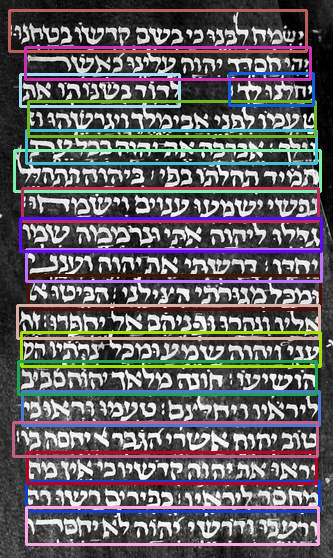 ישמח לבנו כי בשם קדשו בטחנו
יהי חסדך יהוה עלינו כאשר
יחלנו לך לדוד בשנותו את
טעמו לפני אבימלך ויגרשהו
וילך אברכה את יהוה בכל עת
תמיד תהלתו בפי ביהוה תתהלל
נפשי ישמעו ענוים וישמחו
גדלו ליהוה אתי ונרוממה שמו
יחדו דרשתי את יהוה וענני
ומכל מגורותי הצילני הביטו א
אליו ונהרו ופניהם אל יחפרו זה
עני ויהוה שמע ומכל צרותיו
הושיעו חונה מלאך יהוה סביב
ליראיו ויחלצם טעמו וראו כי
טוב יהוה אשרי הגבר יחסה בו
יראו את יהוה קדשיו כי אין מח
מחסור ליראיו כפירים רשו ור
ורעבו ודרשי יהוה לא יחסרו